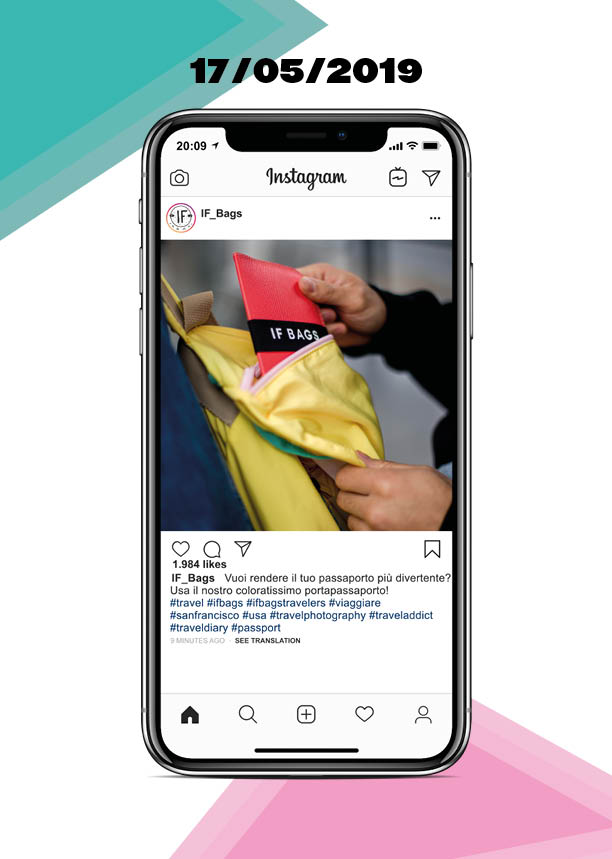 17/05/2019
20:09
Instagram
IF IF_Bags
IF BAGS
1.984 likes
IF_Bags Vuoi rendere il tuo passaporto più divertente?
Usa il nostro coloratissimo portapassaporto!
#travel #ifbags #ifbagstravelers #viaggiare
#sanfrancisco #usa #travelphotography #traveladdict
#traveldiary #passport
9 MINUTES AGO · SEE TRANSLATION